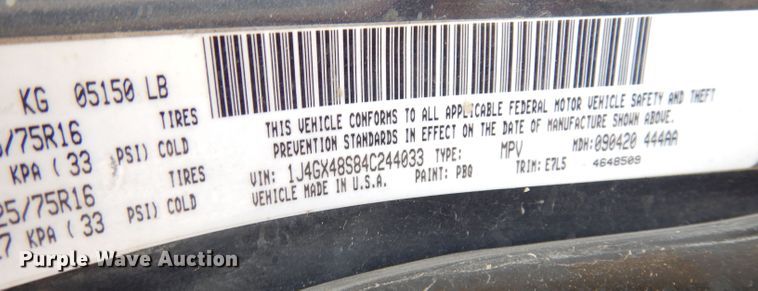 KG 05150 LB
TIRES
/75R16
KPA ( 33 PSI) COLD
TIRES
25/75R16
7 KPA ( 33 PSI) COLD
THIS VEHICLE CONFORMS TO ALL APPLICABLE FEDERAL MOTOR VEHICLE SAFETY AND THEFT
PREVENTION STANDARDS IN EFFECT ON THE DATE OF MANUFACTURE SHOWN ABOVE.
VIN: 1J4GX48S84C244033 TYPE: MPV MDH: 090420 444AA
VEHICLE MADE IN U.S.A. PAINT: PBQ TRIM: E7L5 4648509
Purple Wave Auction